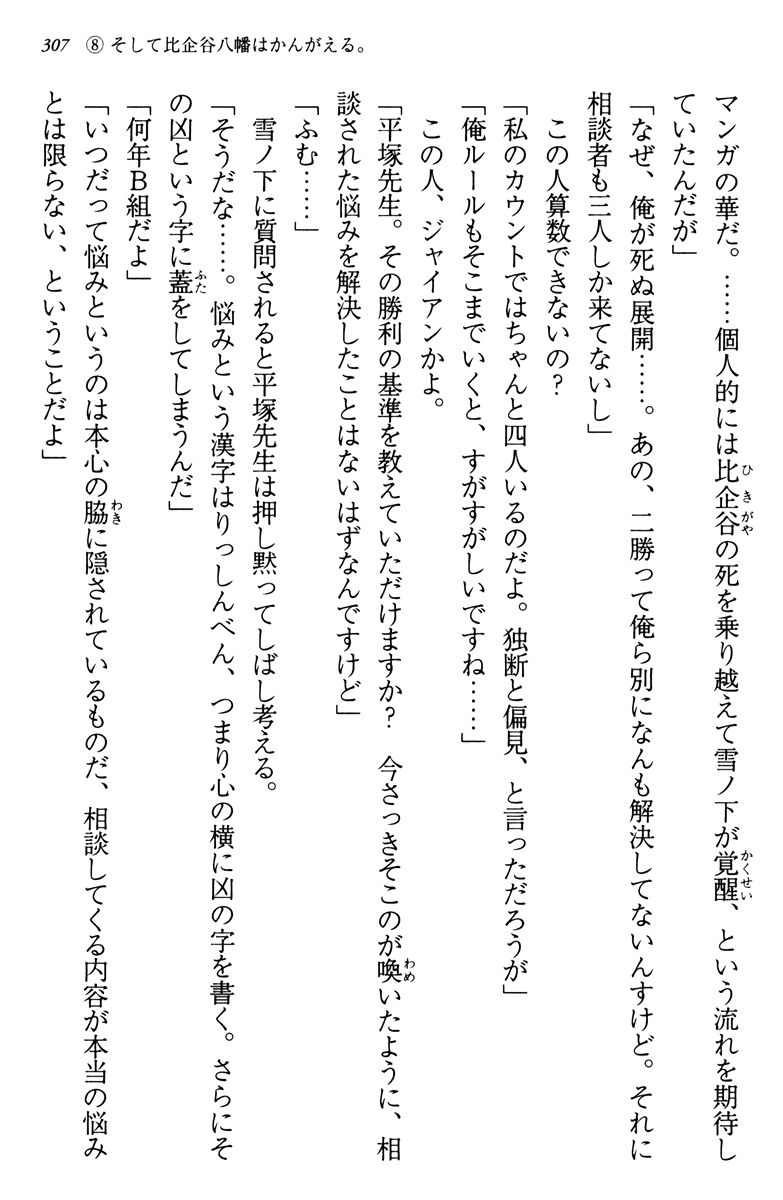 307 ⑧ そして比企谷八幡はかんがえる。
マンガの華だ。……個人的には比企谷の死を乗り越えて雪ノ下が覚醒、という流れを期待し
ていたんだが」
「なぜ、俺が死ぬ展開……。あの、二勝って俺ら別になんも解決してないんすけど。それに
相談者も三人しか来てないし」
この人算数できないの？
「私のカウントではちゃんと四人いるのだよ。独断と偏見、と言っただろうが」
「俺ルールもそこまでいくと、すがすがしいですね……」
この人、ジャイアンかよ。
「平塚先生。その勝利の基準を教えていただけますか？　今さっきそこのが喚いたように、相
談された悩みを解決したことはないはずなんですけど」
「ふむ……」
雪ノ下に質問されると平塚先生は押し黙ってしばし考える。
「そうだな……。悩みという漢字はりっしんべん、つまり心の横に凶の字を書く。さらにそ
の凶という字に蓋をしてしまうんだ」
「何年Ｂ組だよ」
「いつだって悩みというのは本心の脇に隠されているものだ、相談してくる内容が本当の悩み
とは限らない、ということだよ」